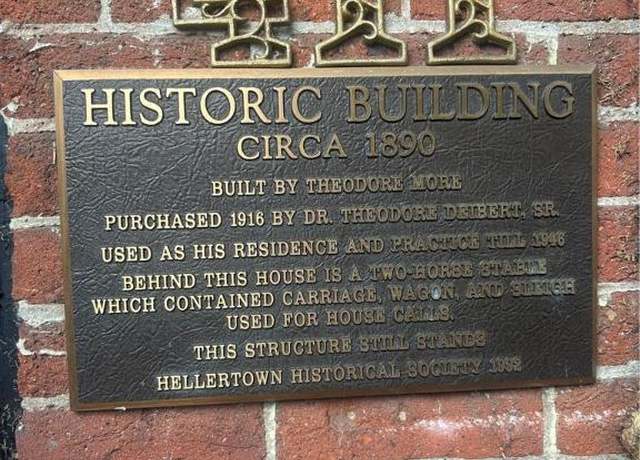 HISTORIC BUILDING
CIRCA 1890
BUILT BY THEODORE MORE
PURCHASED 1916 BY DR. THEODORE DEIBERT, SR.
USED AS HIS RESIDENCE AND PRACTICE TILL 1946
BEHIND THIS HOUSE IS A TWO-HORSE STABLE
WHICH CONTAINED CARRIAGE, WAGON, AND SLEIGH
USED FOR HOUSE CALLS.
THIS STRUCTURE STILL STANDS
HELLERTOWN HISTORICAL SOCIETY